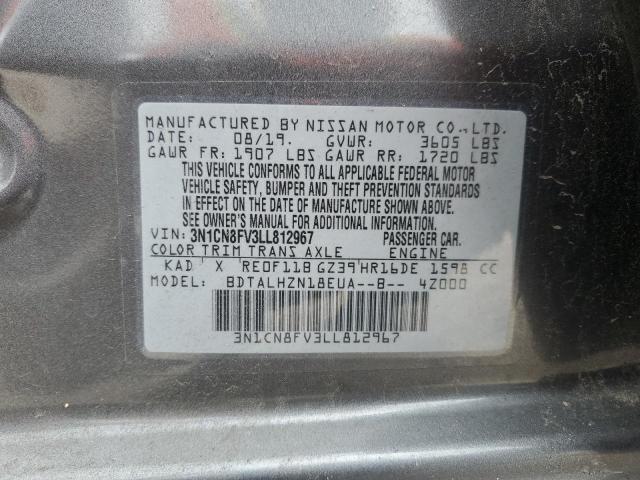 MANUFACTURED BY NISSAN MOTOR CO.,LTD.
DATE: 08/19. GVWR: 3605 LBS
GAWR FR: 1907 LBS GAWR RR: 1720 LBS
THIS VEHICLE CONFORMS TO ALL APPLICABLE FEDERAL MOTOR
VEHICLE SAFETY, BUMPER AND THEFT PREVENTION STANDARDS
IN EFFECT ON THE DATE OF MANUFACTURE SHOWN ABOVE.
SEE OWNER'S MANUAL FOR ADDITIONAL INFORMATION.
VIN: 3N1CN8FV3LL812967 PASSENGER CAR.
COLOR TRIM TRANS AXLE ENGINE
KAD X RE0F11B GZ39 HR16DE 1598 CC
MODEL: BDTALHZN18EUA--B-- 4Z000
3N1CN8FV3LL812967